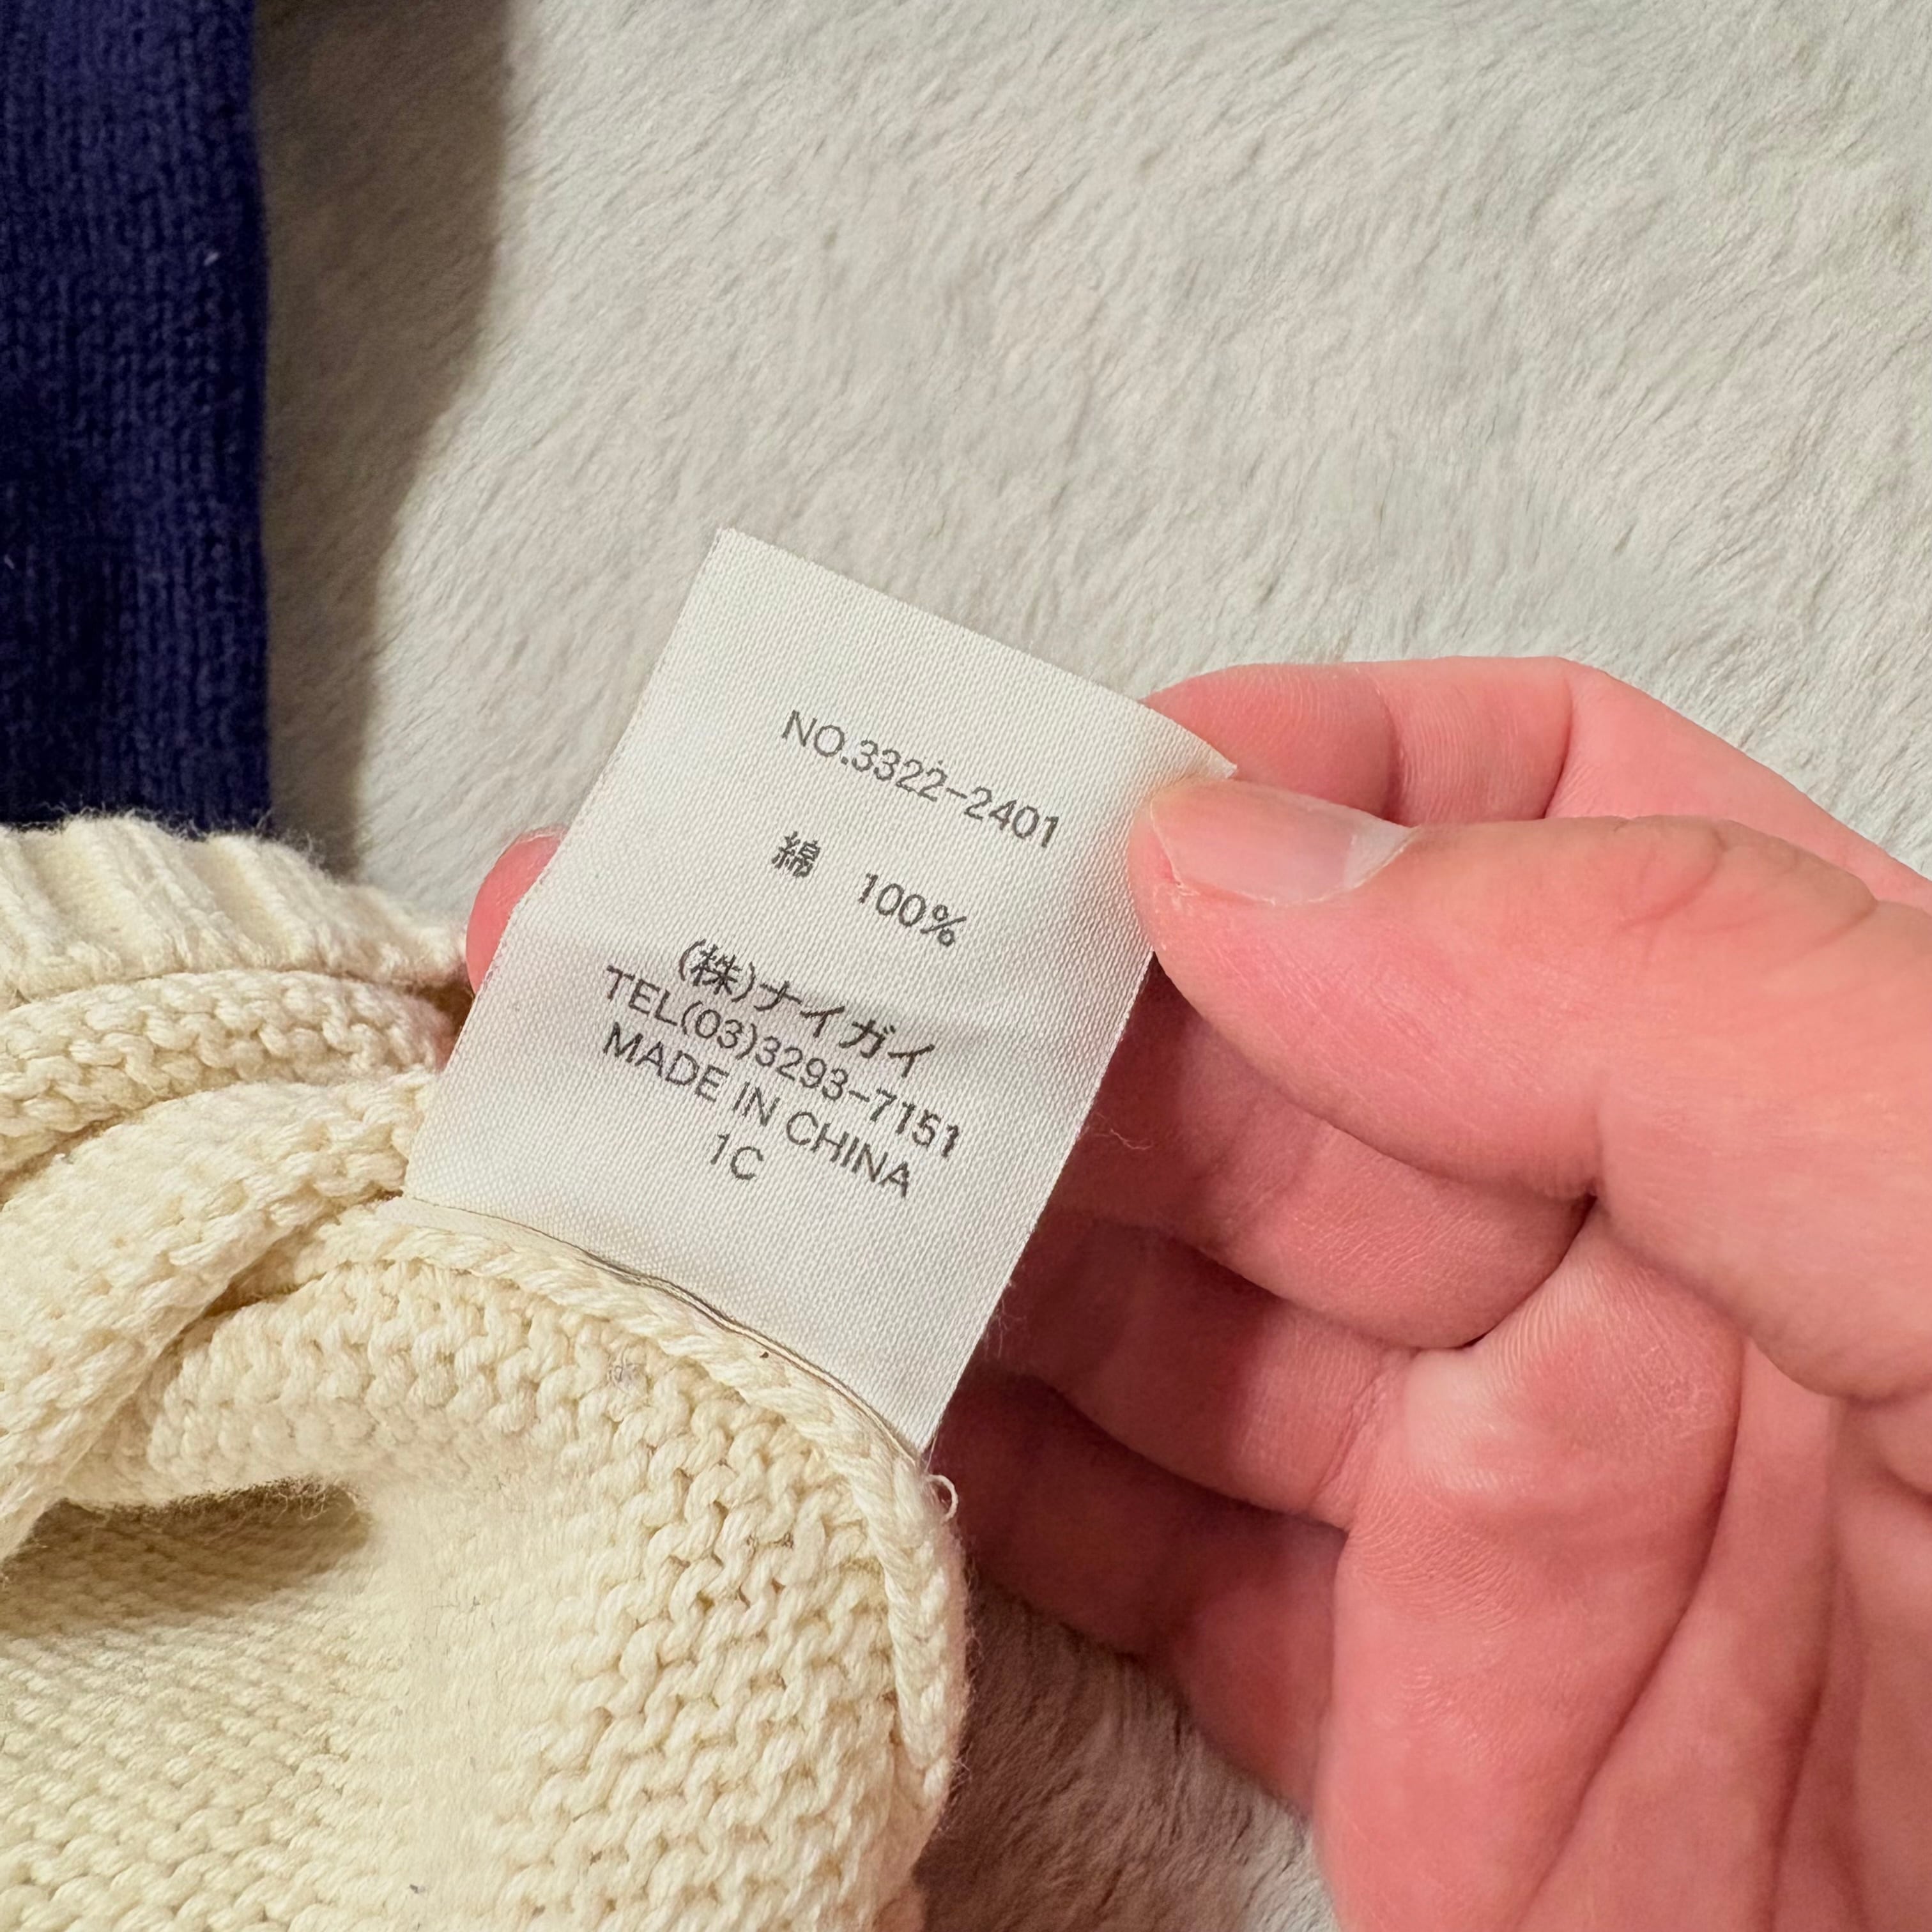 NO.3322-2401
綿 100%
(株)ナイガイ
TEL(03)3293-7151
MADE IN CHINA
1C